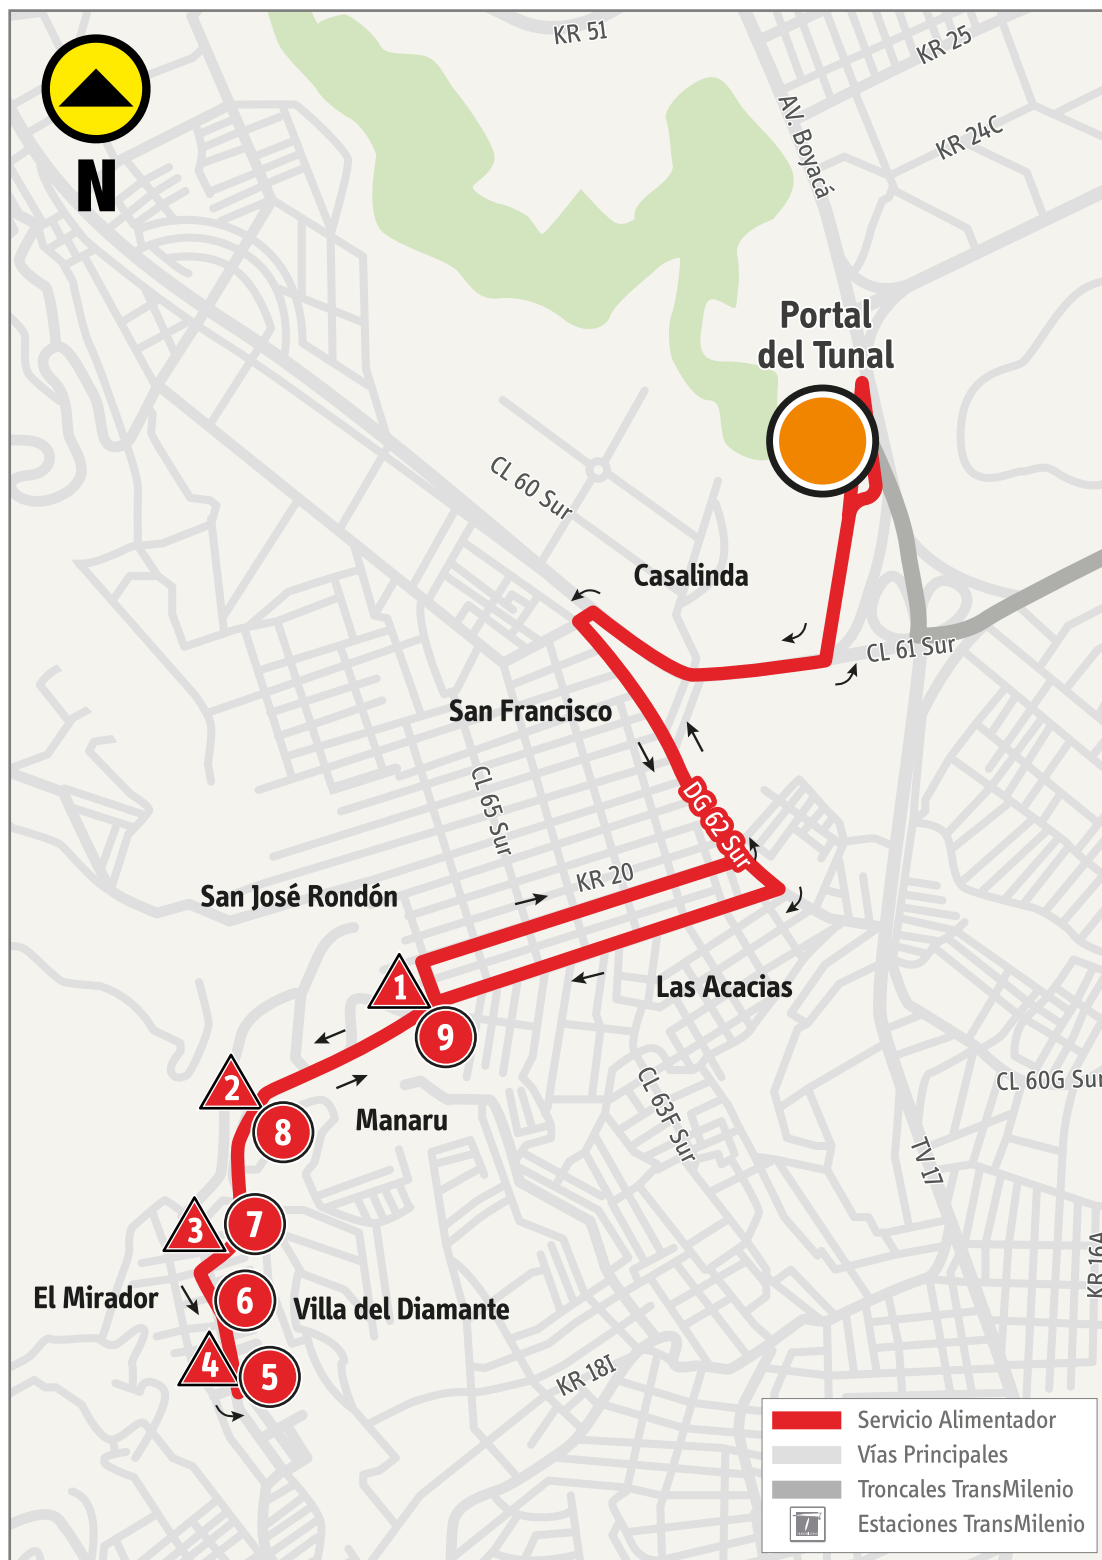 KR 51
KR 25
AV. Boyacá
KR 24C
N
Portal
del Tunal
CL 60 Sur
Casalinda
CL 61 Sur
San Francisco
CL 65 Sur
DG 62 Sur
KR 20
San José Rondón
1
Las Acacias
9
2
CL 63F Sur
CL 60G Sur
8
Manaru
TV 17
3
7
KR 16A
El Mirador
6
Villa del Diamante
4
5
KR 18I
Servicio Alimentador
Vías Principales
Troncales TransMilenio
Estaciones TransMilenio